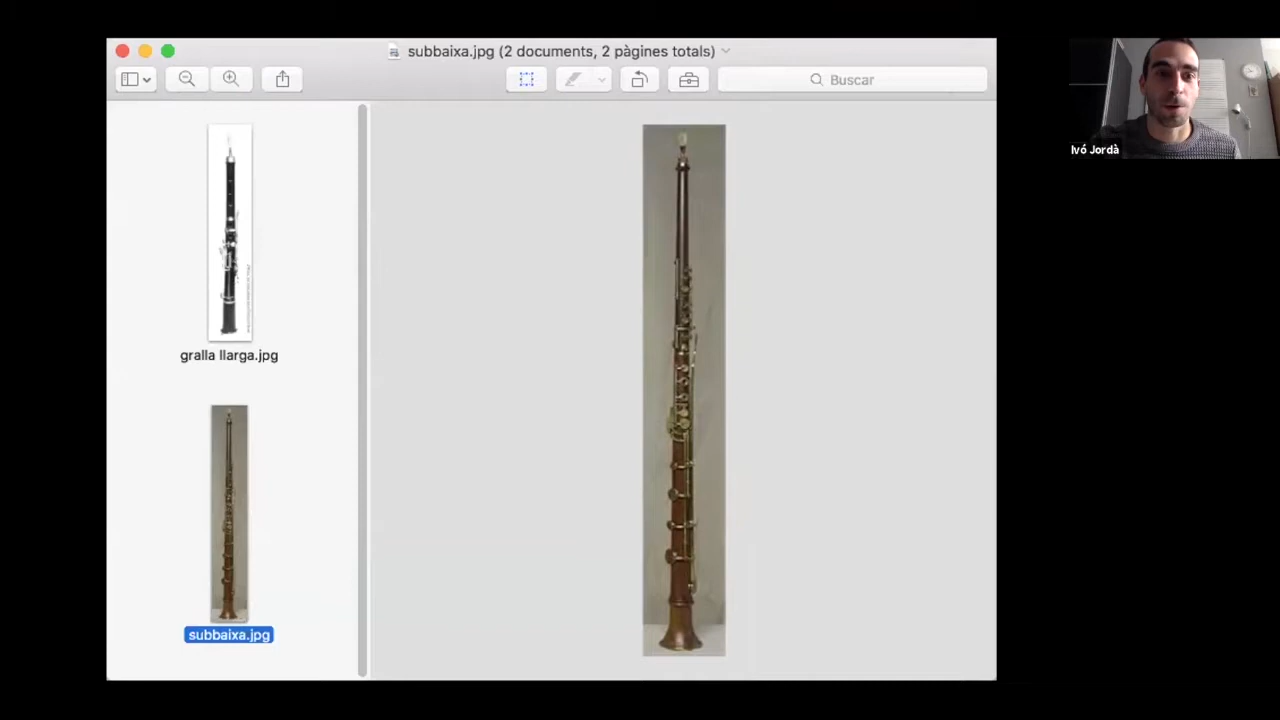 subbaixa.jpg (2 documents, 2 pàgines totals)
Buscar
Ivó Jordà
gralla llarga.jpg
subbaixa.jpg